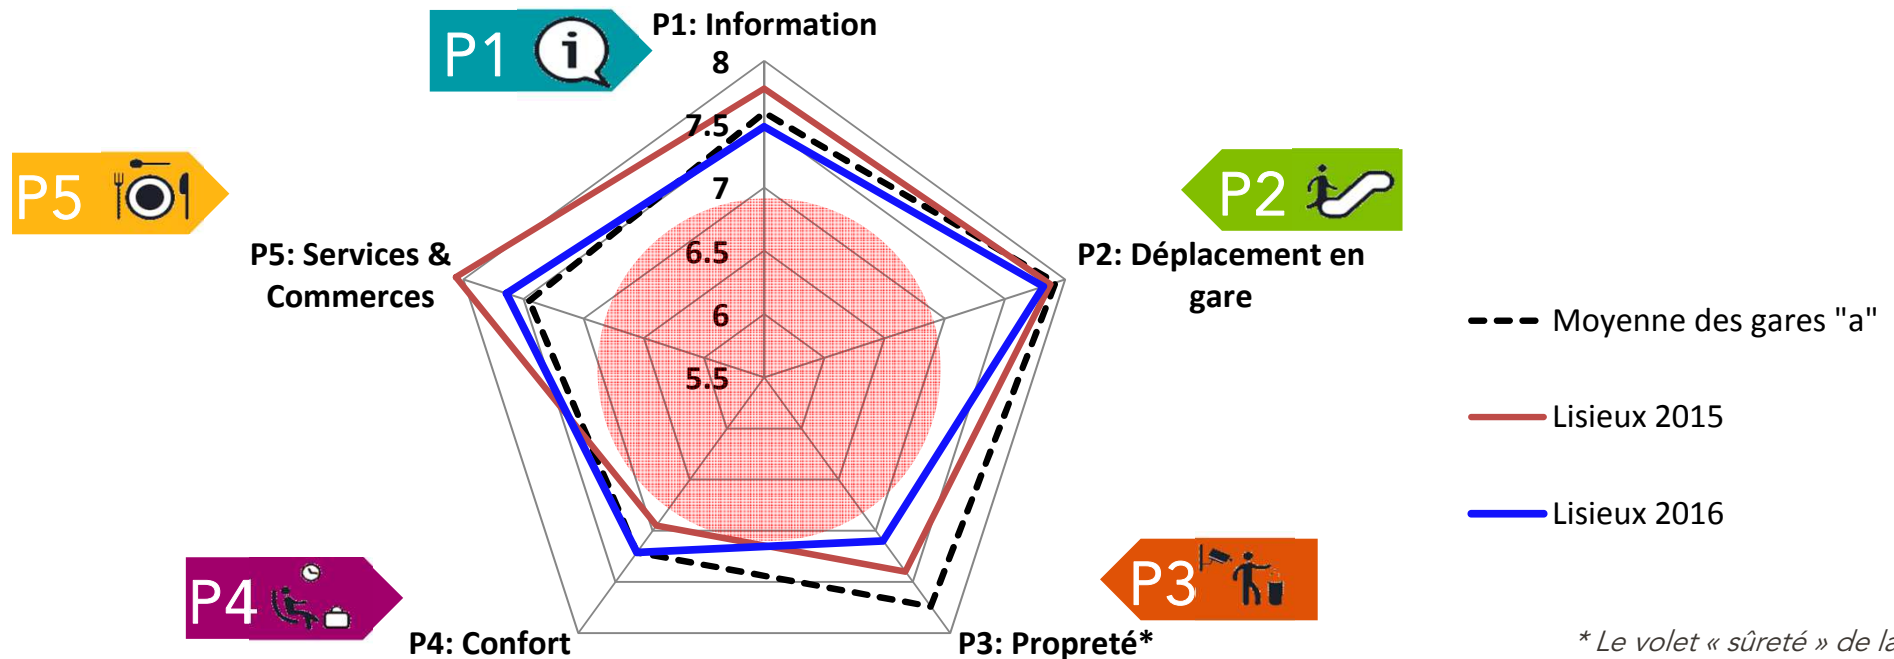 P1
P1: Information
8
7.5
7
6.5
6
5.5
P5
P2
P5: Services &
Commerces
P2: Déplacement en
gare
Moyenne des gares "a"
Lisieux 2015
Lisieux 2016
P4
P3
P4: Confort
P3: Propreté*
* Le volet « sûreté » de la